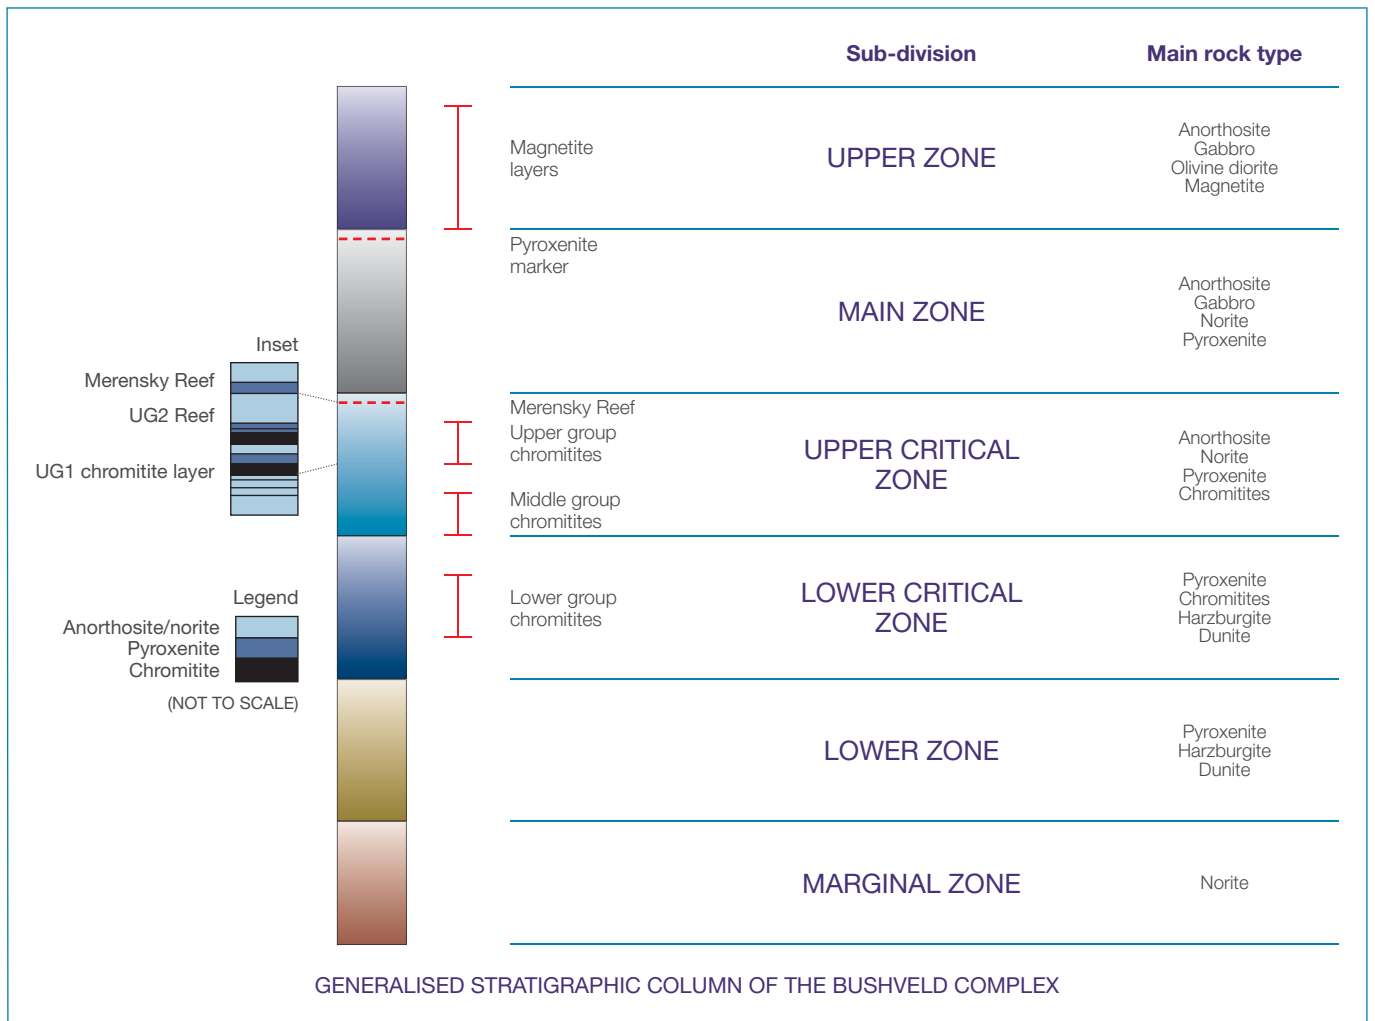 Sub-division
Main rock type
Magnetite
layers
UPPER ZONE
Anorthosite
Gabbro
Olivine diorite
Magnetite
Pyroxenite
marker
MAIN ZONE
Anorthosite
Gabbro
Norite
Pyroxenite
Inset
Merensky Reef
UG2 Reef
UG1 chromitite layer
Merensky Reef
Upper group
chromitites
Middle group
chromitites
UPPER CRITICAL
ZONE
Anorthosite
Norite
Pyroxenite
Chromitites
Legend
Anorthosite/norite
Pyroxenite
Chromitite
(NOT TO SCALE)
Lower group
chromitites
LOWER CRITICAL
ZONE
Pyroxenite
Chromitites
Harzburgite
Dunite
LOWER ZONE
Pyroxenite
Harzburgite
Dunite
MARGINAL ZONE
Norite
GENERALISED STRATIGRAPHIC COLUMN OF THE BUSHVELD COMPLEX